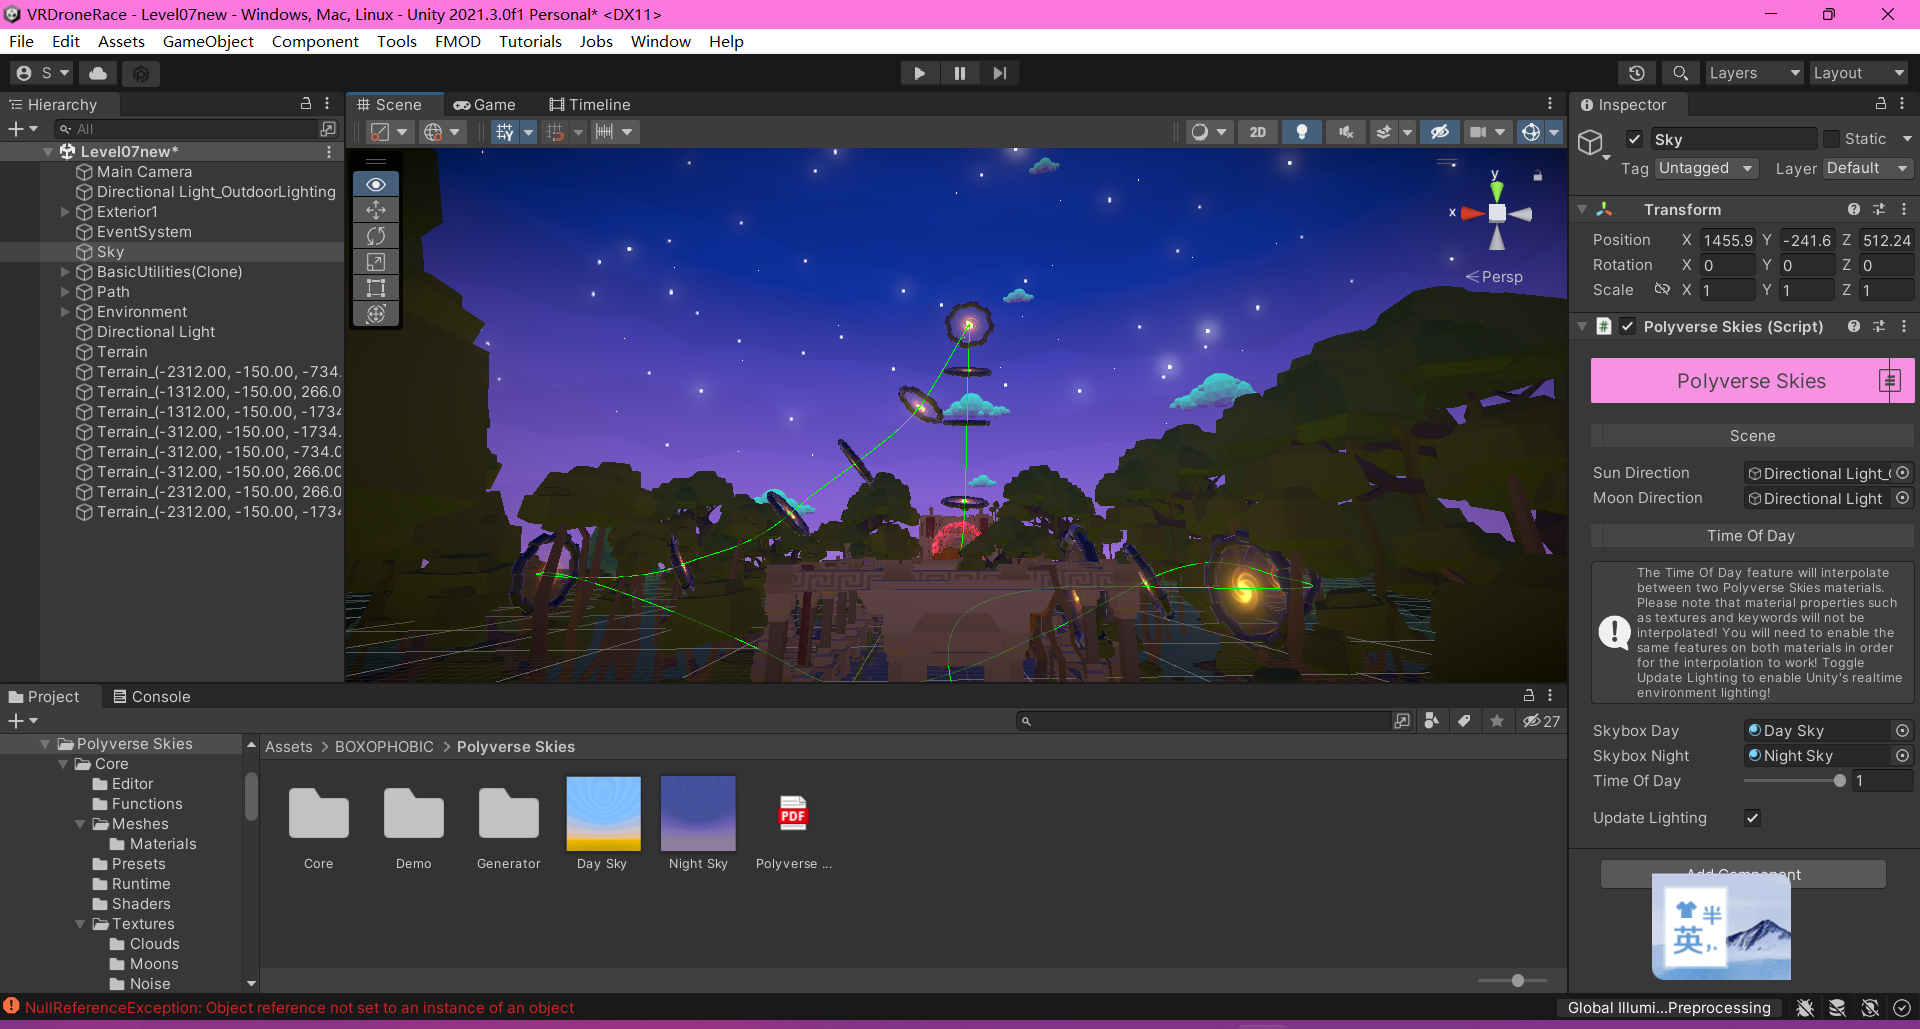 VRDroneRace - Level07new - Windows, Mac, Linux - Unity 2021.3.0f1 Personal* <DX11>
File Edit Assets GameObject Component Tools FMOD Tutorials Jobs Window Help
S Layers Layout
Hierarchy
All
Level07new*
Main Camera
Directional Light_OutdoorLighting
Exterior1
EventSystem
Sky
BasicUtilities(Clone)
Path
Environment
Directional Light
Terrain
Terrain_(-2312.00, -150.00, -734.
Terrain_(-1312.00, -150.00, 266.0
Terrain_(-1312.00, -150.00, -1734
Terrain_(-312.00, -150.00, -1734.
Terrain_(-312.00, -150.00, -734.0
Terrain_(-312.00, -150.00, 266.00
Terrain_(-2312.00, -150.00, 266.0
Terrain_(-2312.00, -150.00, -1734
Scene Game Timeline
2D
y
x
Persp
Inspector
Sky Static
Tag Untagged Layer Default
Transform
Position X 1455.9 Y -241.6 Z 512.24
Rotation X 0 Y 0 Z 0
Scale X 1 Y 1 Z 1
# Polyverse Skies (Script)
Polyverse Skies
Scene
Sun Direction Directional Light_
Moon Direction Directional Light
Time Of Day
The Time Of Day feature will interpolate
between two Polyverse Skies materials.
Please note that material properties such
as textures and keywords will not be
interpolated! You will need to enable the
same features on both materials in order
for the interpolation to work! Toggle
Update Lighting to enable Unity's realtime
environment lighting!
Skybox Day Day Sky
Skybox Night Night Sky
Time Of Day 1
Update Lighting
Add Component
半
英
Project Console
27
Polyverse Skies
Core
Editor
Functions
Meshes
Materials
Presets
Runtime
Shaders
Textures
Clouds
Moons
Noise
Assets > BOXOPHOBIC > Polyverse Skies
PDF
Core Demo Generator Day Sky Night Sky Polyverse ...
NullReferenceException: Object reference not set to an instance of an object
Global Illumi...Preprocessing